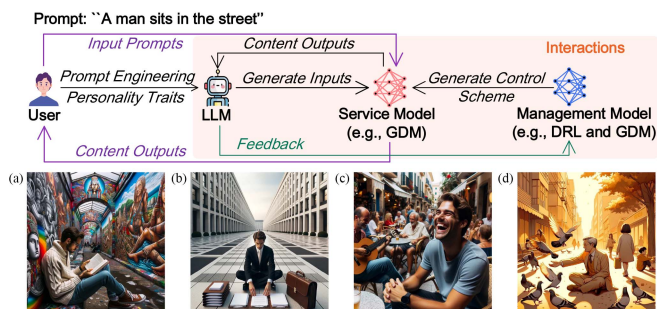 Prompt: ``A man sits in the street''
Input Prompts
Content Outputs
Interactions
Prompt Engineering
Personality Traits
Generate Inputs
Generate Control
Scheme
User
LLM
Service Model
(e.g., GDM)
Management Model
(e.g., DRL and GDM)
Content Outputs
Feedback
(a)
(b)
(c)
(d)